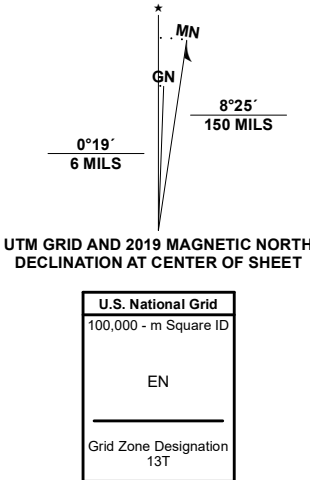 ★
MN
GN
8°25´
150 MILS
0°19´
6 MILS
UTM GRID AND 2019 MAGNETIC NORTH
DECLINATION AT CENTER OF SHEET
U.S. National Grid
100,000 - m Square ID
EN
Grid Zone Designation
13T